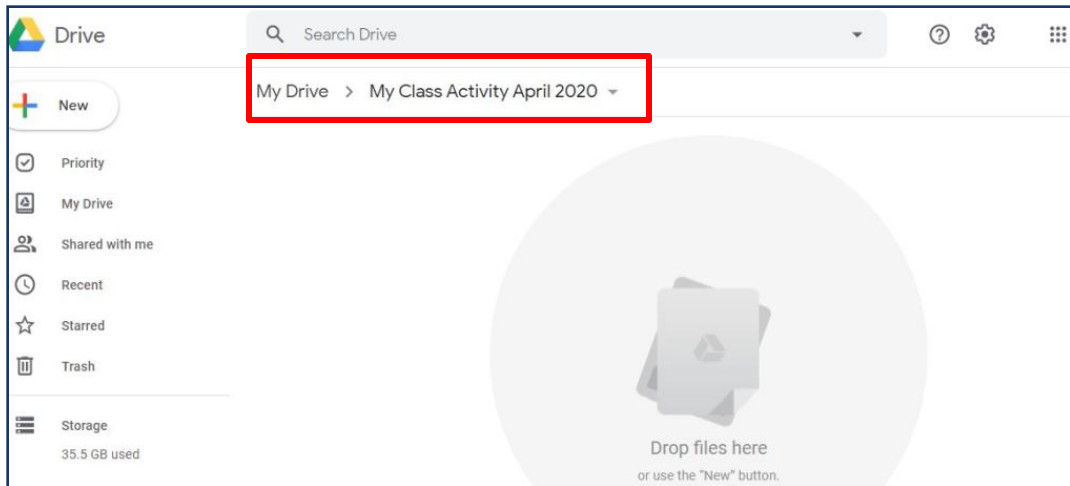 Drive
Search Drive
My Drive > My Class Activity April 2020
New
Priority
My Drive
Shared with me
Recent
Starred
Trash
Storage
35.5 GB used
Drop files here
or use the "New" button.